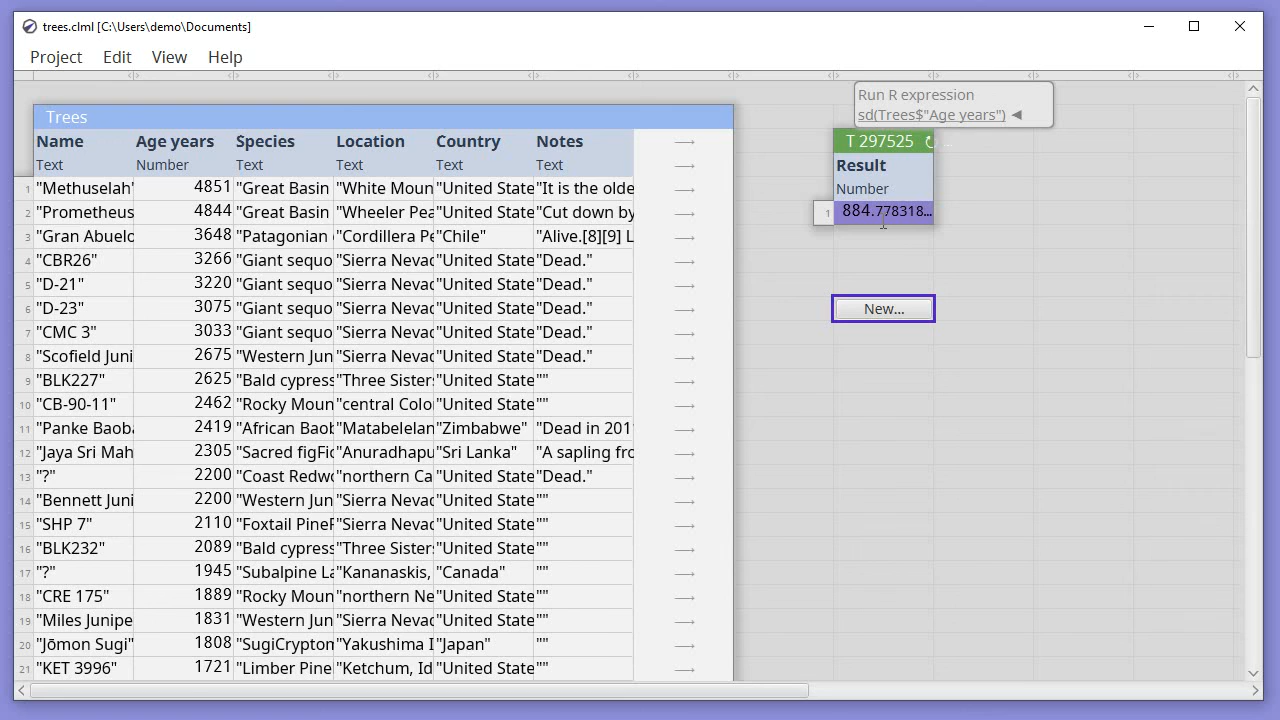 trees.clml [C:\Users\demo\Documents]
Project Edit View Help
Run R expression
sd(Trees$"Age years") ◀
Trees
T 297525 ...
Name Age years Species Location Country Notes
Text Number Text Text Text Text
Result
Number
1 884.778318...
New...
1 "Methuselah" 4851 "Great Basin "White Moun "United State "It is the olde
2 "Prometheus 4844 "Great Basin "Wheeler Pea "United State "Cut down by
3 "Gran Abuelo 3648 "Patagonian "Cordillera Pe "Chile" "Alive.[8][9] L
4 "CBR26" 3266 "Giant sequo "Sierra Nevac "United State "Dead."
5 "D-21" 3220 "Giant sequo "Sierra Nevac "United State "Dead."
6 "D-23" 3075 "Giant sequo "Sierra Nevac "United State "Dead."
7 "CMC 3" 3033 "Giant sequo "Sierra Nevac "United State "Dead."
8 "Scofield Juni 2675 "Western Jun "Sierra Nevac "United State "Dead."
9 "BLK227" 2625 "Bald cypress "Three Sisters "United State ""
10 "CB-90-11" 2462 "Rocky Moun "central Colo "United State ""
11 "Panke Baoba 2419 "African Baob "Matabelelan "Zimbabwe" "Dead in 201
12 "Jaya Sri Mah 2305 "Sacred figFic "Anuradhapu "Sri Lanka" "A sapling fro
13 "?" 2200 "Coast Redwo "northern Ca "United State "Dead."
14 "Bennett Juni 2200 "Western Jun "Sierra Nevac "United State ""
15 "SHP 7" 2110 "Foxtail PineP "Sierra Nevac "United State ""
16 "BLK232" 2089 "Bald cypress "Three Sisters "United State ""
17 "?" 1945 "Subalpine La "Kananaskis, "Canada" ""
18 "CRE 175" 1889 "Rocky Moun "northern Ne "United State ""
19 "Miles Junipe 1831 "Western Jun "Sierra Nevac "United State ""
20 "Jōmon Sugi" 1808 "SugiCryptom "Yakushima I "Japan" ""
21 "KET 3996" 1721 "Limber Pine "Ketchum, Id "United State ""